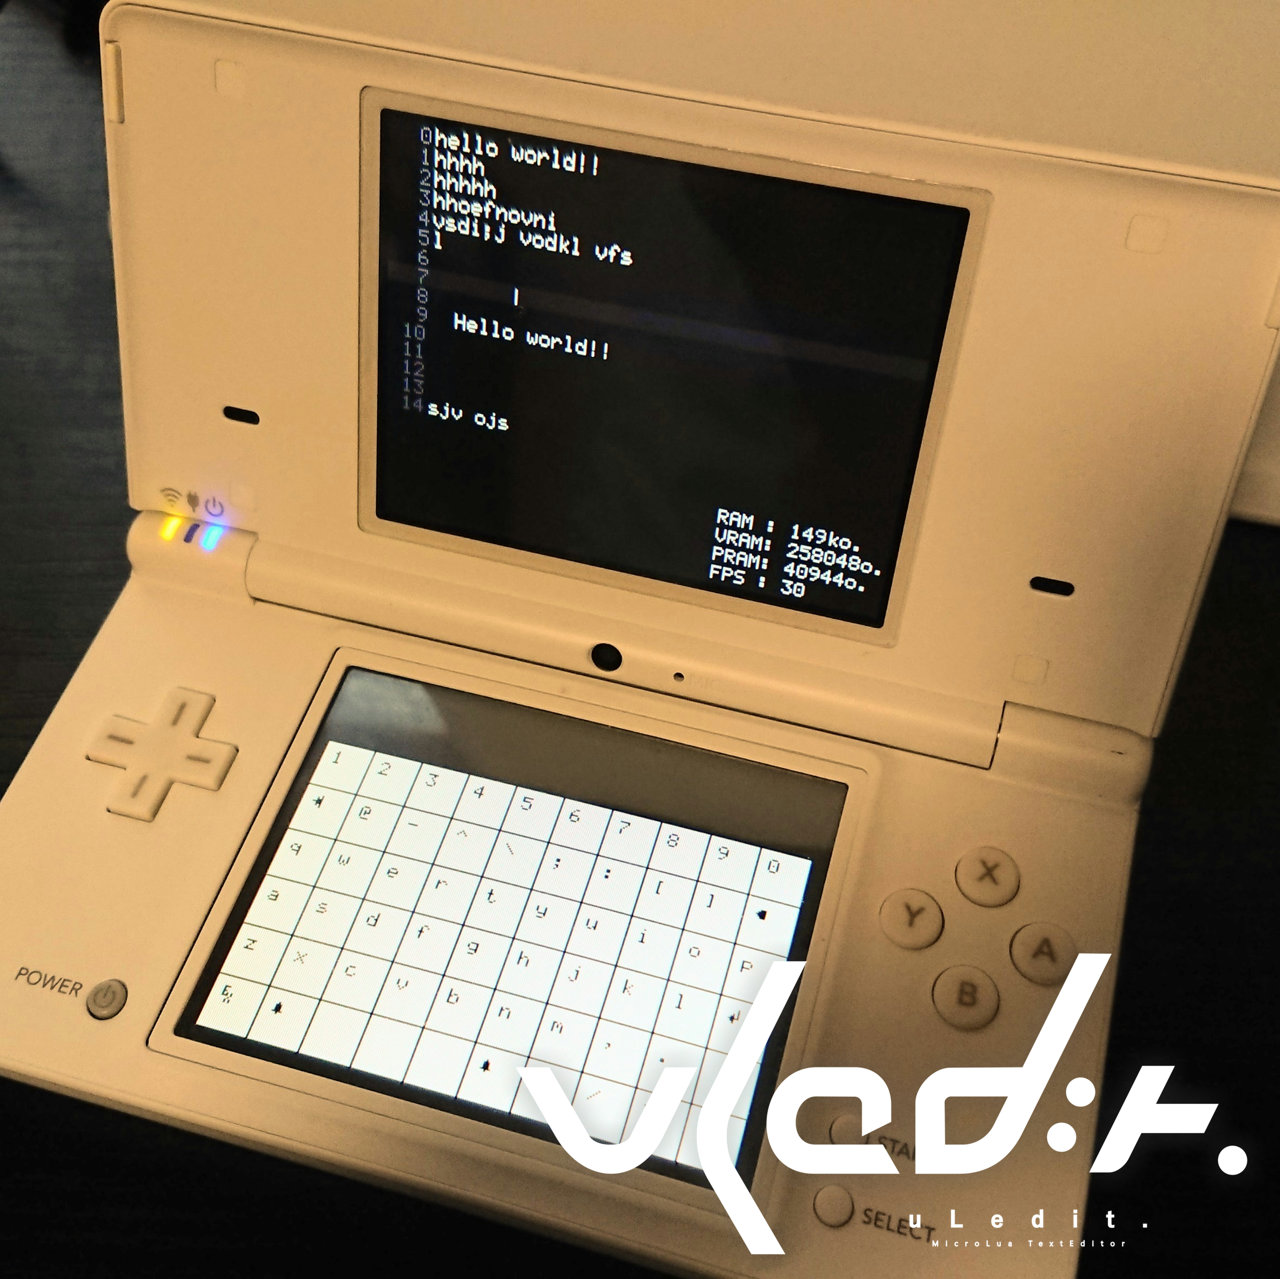 0hello world!!
1hhhh
2hhhhh
3hhoefnovni
4vsdi;j vodkl vfs
5l
6
7
8
9
10 Hello world!!
11
12
13
14sjv ojs
RAM : 149ko.
VRAM: 258048o.
PRAM: 40944o.
FPS : 30
1 2 3 4 5 6 7 8 9 0
# @ - ^ \ ; : [ ]
q w e r t y u i o p
a s d f g h j k l
z x c v b n m , .
/
X
Y
A
B
POWER
START
SELECT
uLedit.
uLedit.
MicroLua TextEditor